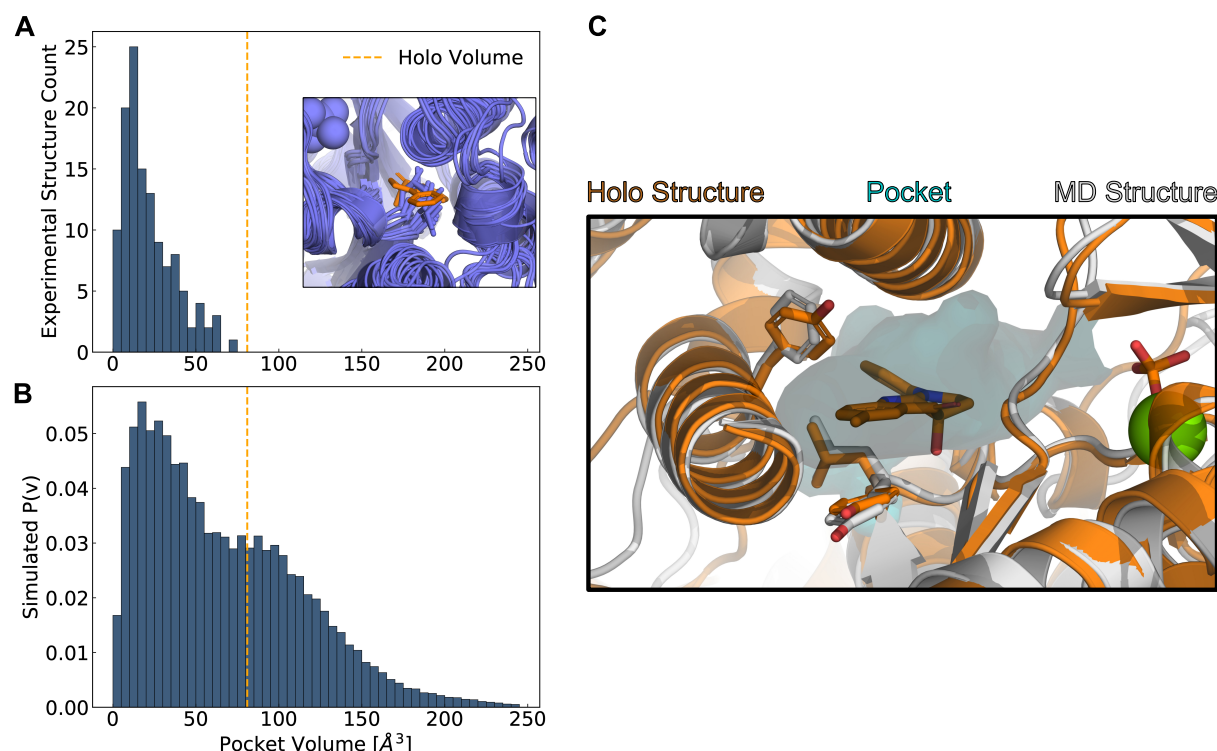 A
Experimental Structure Count
25
20
15
10
5
0
Holo Volume
0 50 100 150 200 250
B
Simulated P(v)
0.05
0.04
0.03
0.02
0.01
0.00
0 50 100 150 200 250
Pocket Volume [Å³]
C
Holo Structure Pocket MD Structure